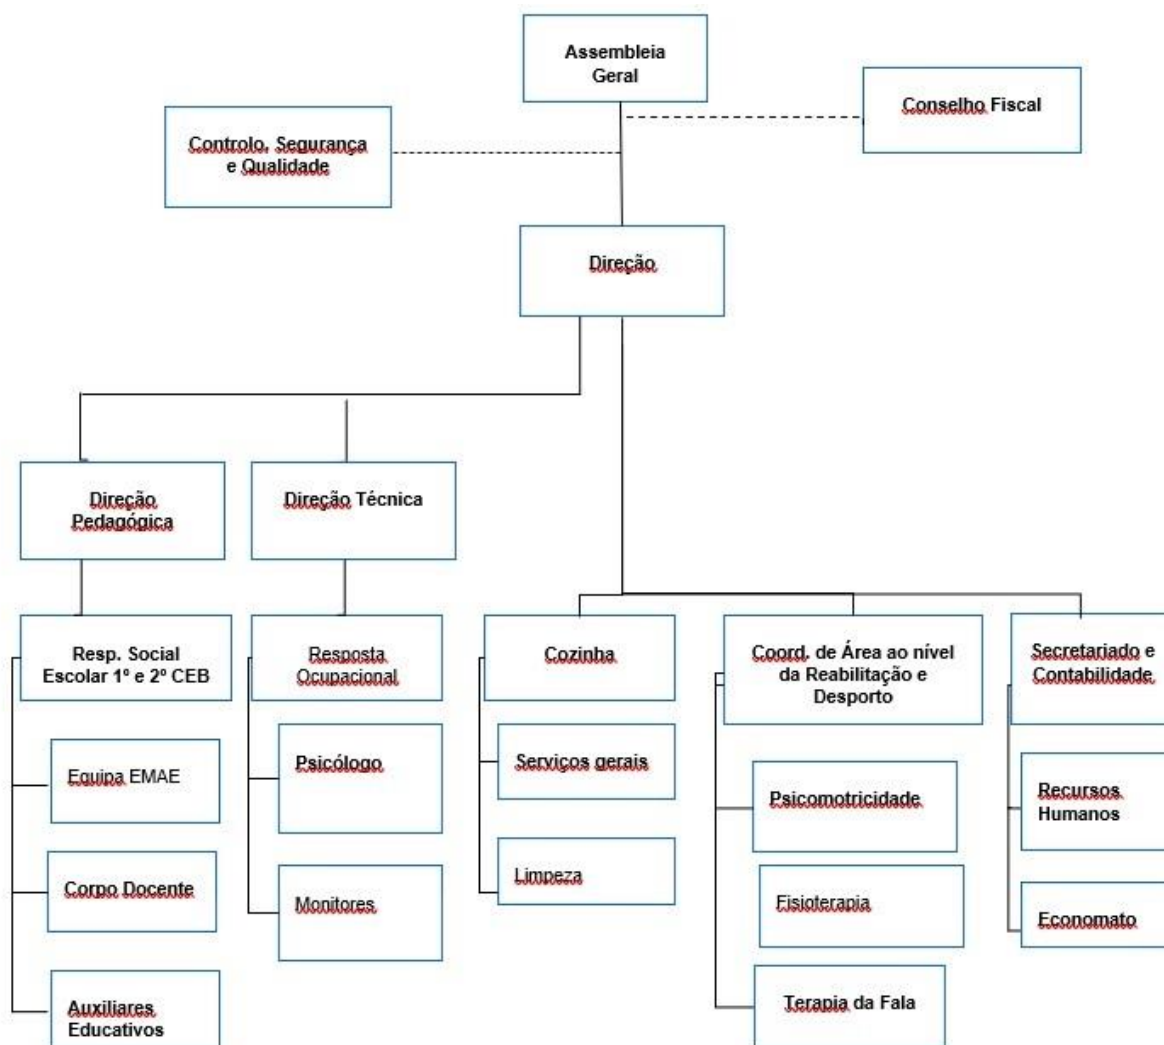 Assembleia
Geral
Conselho Fiscal
Controlo, Segurança
e Qualidade
Direção
Direção
Pedagógica
Direção Técnica
Resp. Social
Escolar 1º e 2º CEB
Resposta
Ocupacional
Cozinha
Coord. de Área ao nível
da Reabilitação e
Desporto
Secretariado e
Contabilidade
Equipa EMAE
Psicólogo
Serviços gerais
Psicomotricidade
Recursos
Humanos
Corpo Docente
Monitores
Limpeza
Fisioterapia
Economato
Auxiliares
Educativos
Terapia da Fala